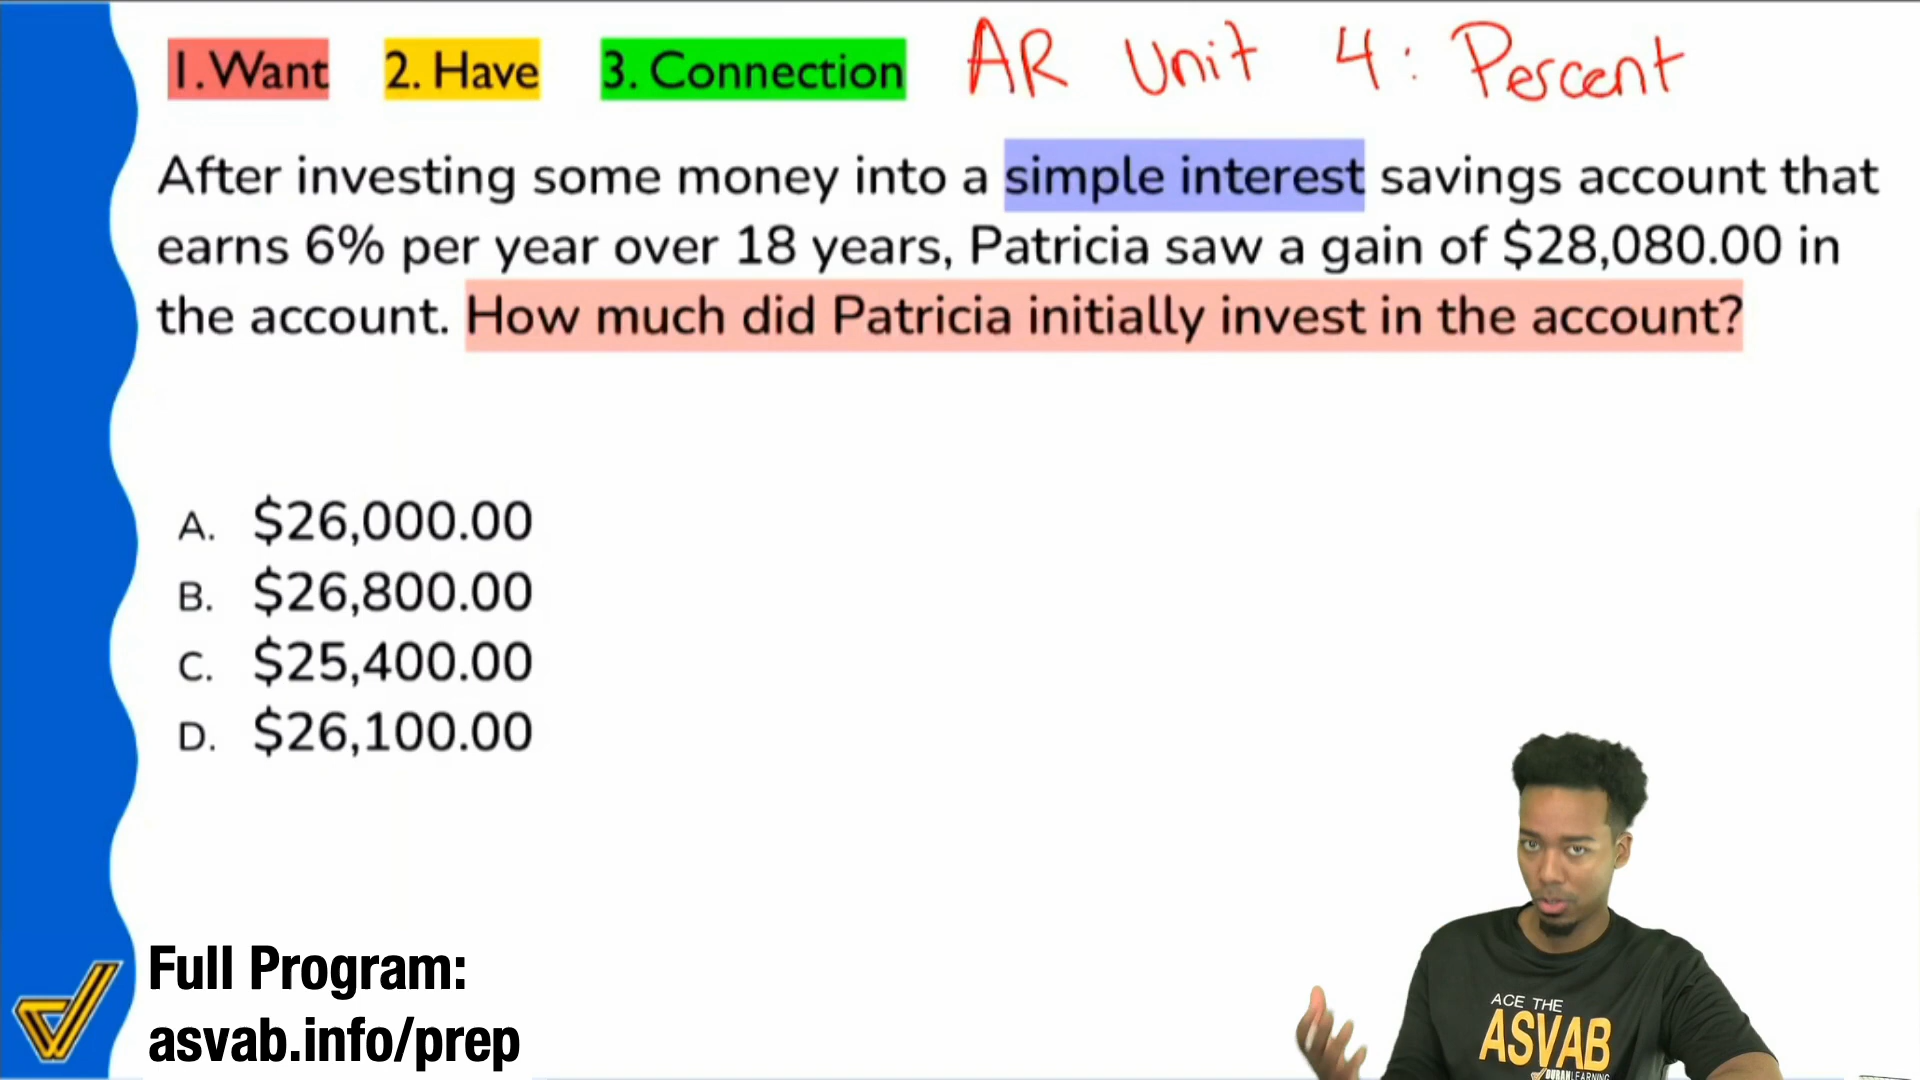 1. Want 2. Have 3. Connection AR Unit 4: Percent
After investing some money into a simple interest savings account that
earns 6% per year over 18 years, Patricia saw a gain of $28,080.00 in
the account. How much did Patricia initially invest in the account?
A. $26,000.00
B. $26,800.00
C. $25,400.00
D. $26,100.00
Full Program:
asvab.info/prep
ACE THE
ASVAB
DURAN LEARNING